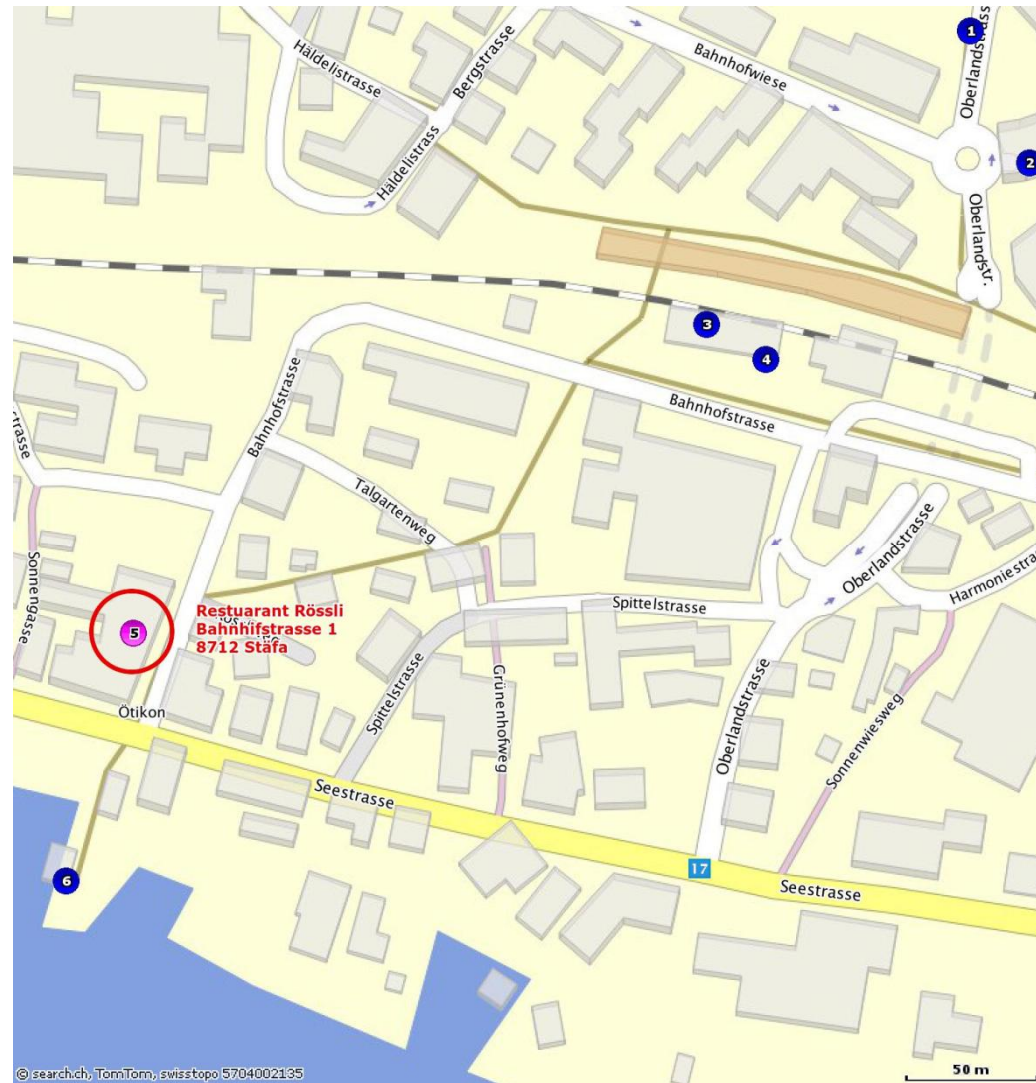 Häldelistrasse
Bergstrasse
Bahnhofwiese
1
Oberlandstrass
Häldelistrass
2
Oberlandstr.
3
4
Bahnhofstrasse
Bahnhofstrasse
strasse
Talgartenweg
Oberlandstrasse
Sonnengasse
Harmoniestra
Spittelstrasse
5
Restuarant Rössli
Bahnhifstrasse 1
8712 Stäfa
Spittelstrasse
Grünenhofweg
Oberlandstrasse
Sonnenwiesweg
Ötikon
Seestrasse
17
6
Seestrasse
© search.ch, TomTom, swisstopo 5704002135
50 m